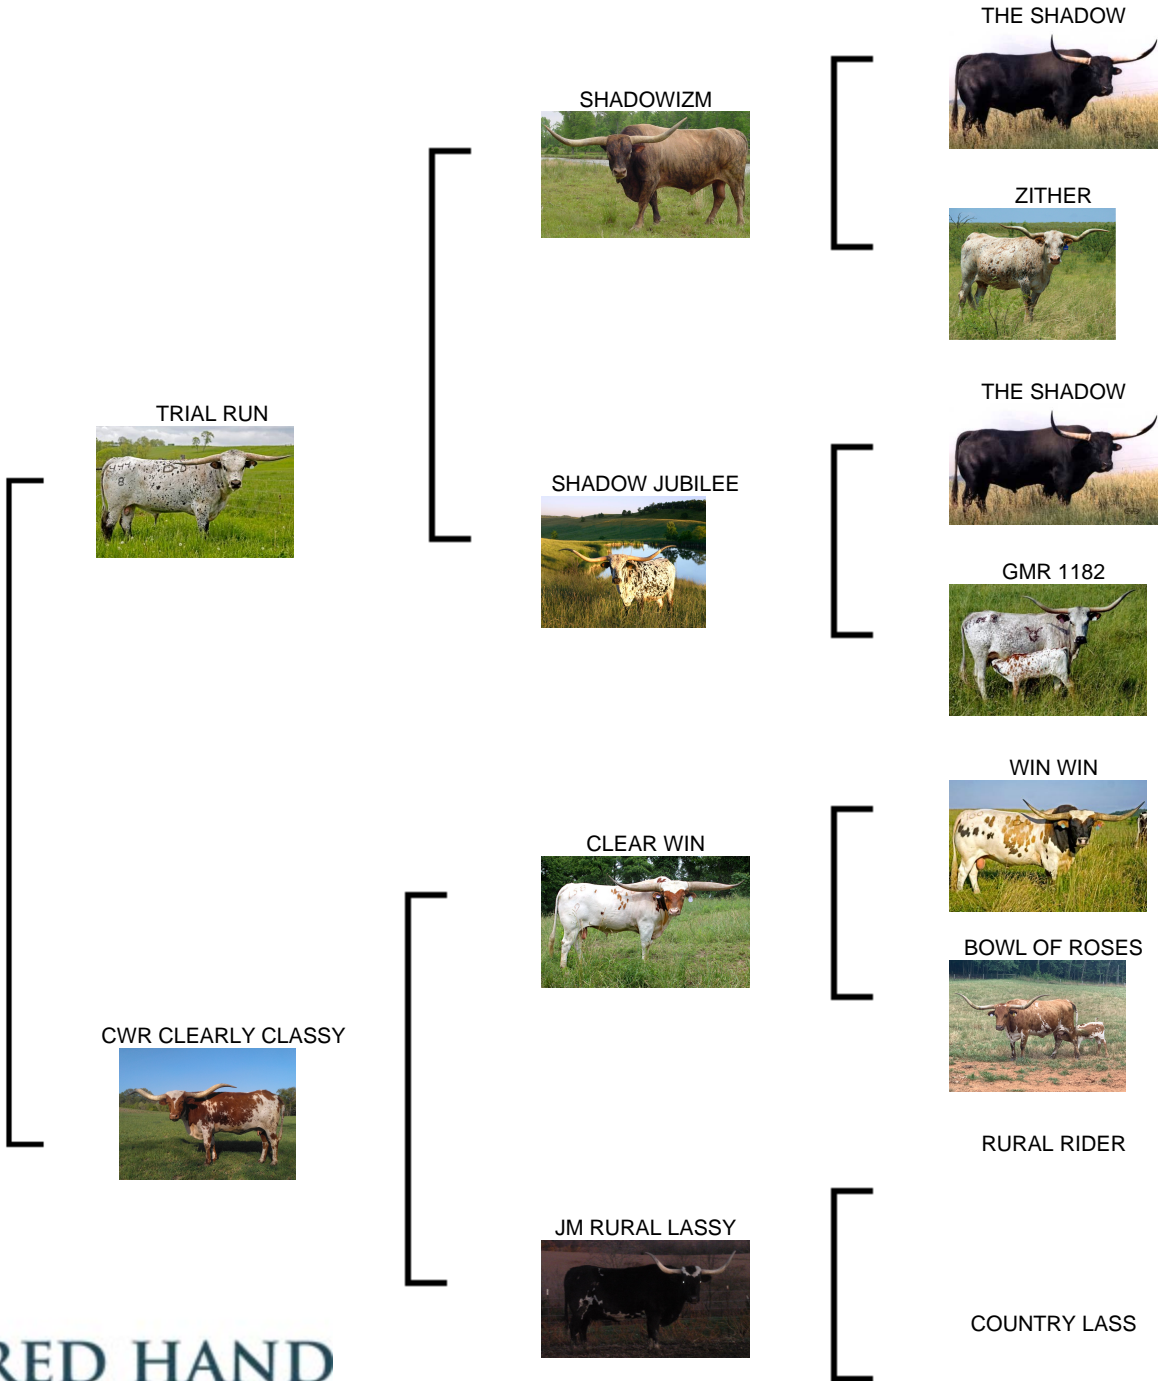 THE SHADOW
SHADOWIZM
ZITHER
THE SHADOW
TRIAL RUN
SHADOW JUBILEE
GMR 1182
WIN WIN
CLEAR WIN
BOWL OF ROSES
CWR CLEARLY CLASSY
RURAL RIDER
JM RURAL LASSY
COUNTRY LASS
RED HAND